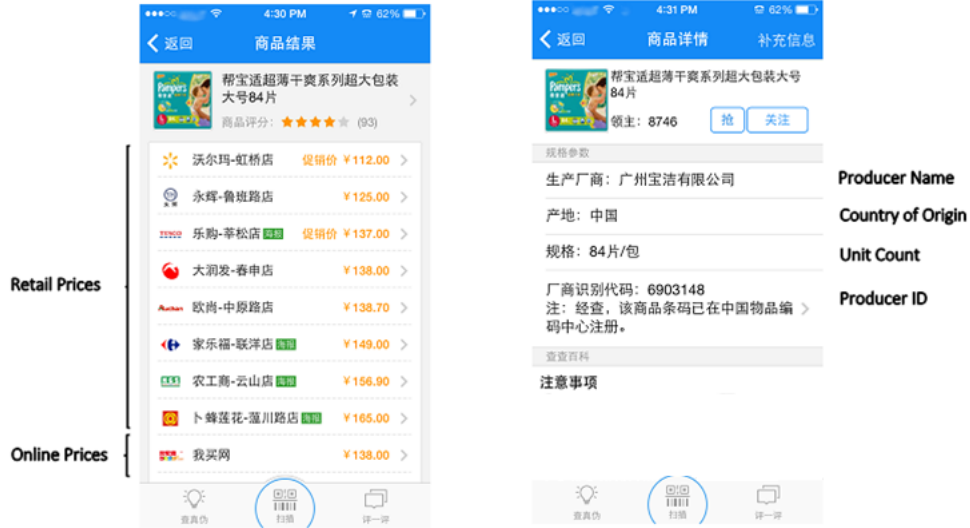 4:30 PM
62%
返回
商品结果
帮宝适超薄干爽系列超大包装
大号84片
商品评分：
(93)
沃尔玛-虹桥店 促销价 ￥112.00
永辉-鲁班路店 ￥125.00
TESCO 乐购-莘松店 海报 促销价 ￥137.00
大润发-春申店 ￥138.00
Auchan 欧尚-中原路店 ￥138.70
家乐福-联洋店 海报 ￥149.00
农工商-云山店 海报 ￥156.90
卜蜂莲花-蕰川路店 海报 ￥165.00
我买网 ￥138.00
查真伪
扫描
评一评
Retail Prices
Online Prices
4:31 PM
62%
返回
商品详情
补充信息
Pampers
帮宝适超薄干爽系列超大包装大号
84片
领主：8746
抢
关注
规格参数
生产厂商：广州宝洁有限公司
产地：中国
规格：84片/包
厂商识别代码：6903148
注：经查，该商品条码已在中国物品编
码中心注册。
查查百科
注意事项
查真伪
扫描
评一评
Producer Name
Country of Origin
Unit Count
Producer ID